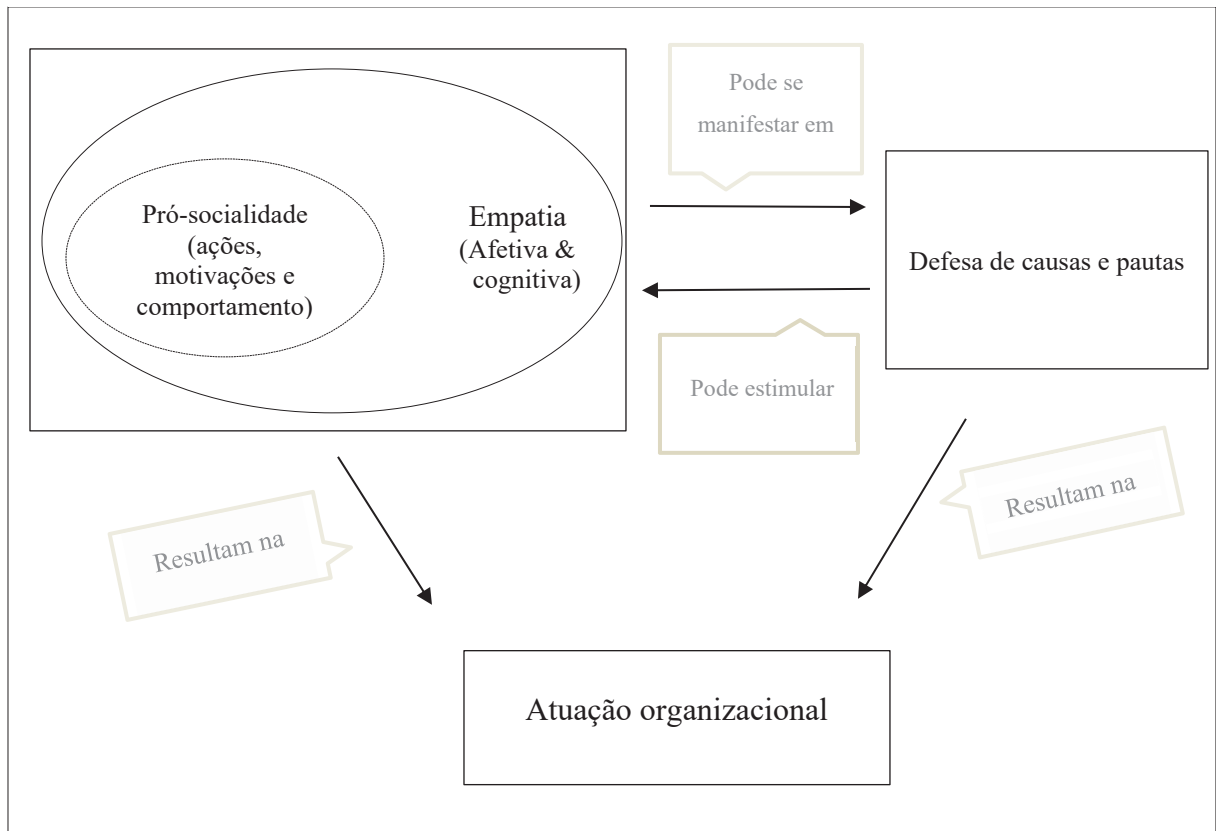 Pode se
manifestar em
Pró-socialidade
(ações,
motivações e
comportamento)
Empatia
(Afetiva &
cognitiva)
Defesa de causas e pautas
Pode estimular
Resultam na
Resultam na
Atuação organizacional